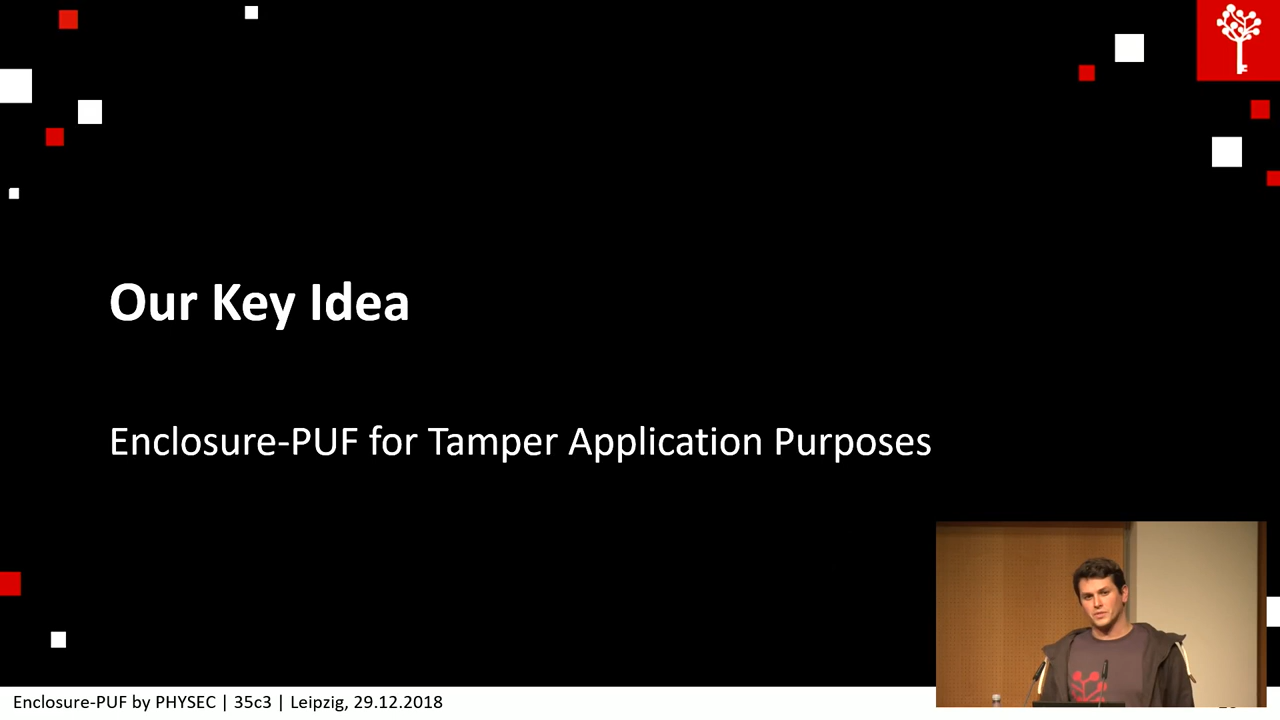 Our Key Idea
Enclosure-PUF for Tamper Application Purposes
Enclosure-PUF by PHYSEC | 35c3 | Leipzig, 29.12.2018